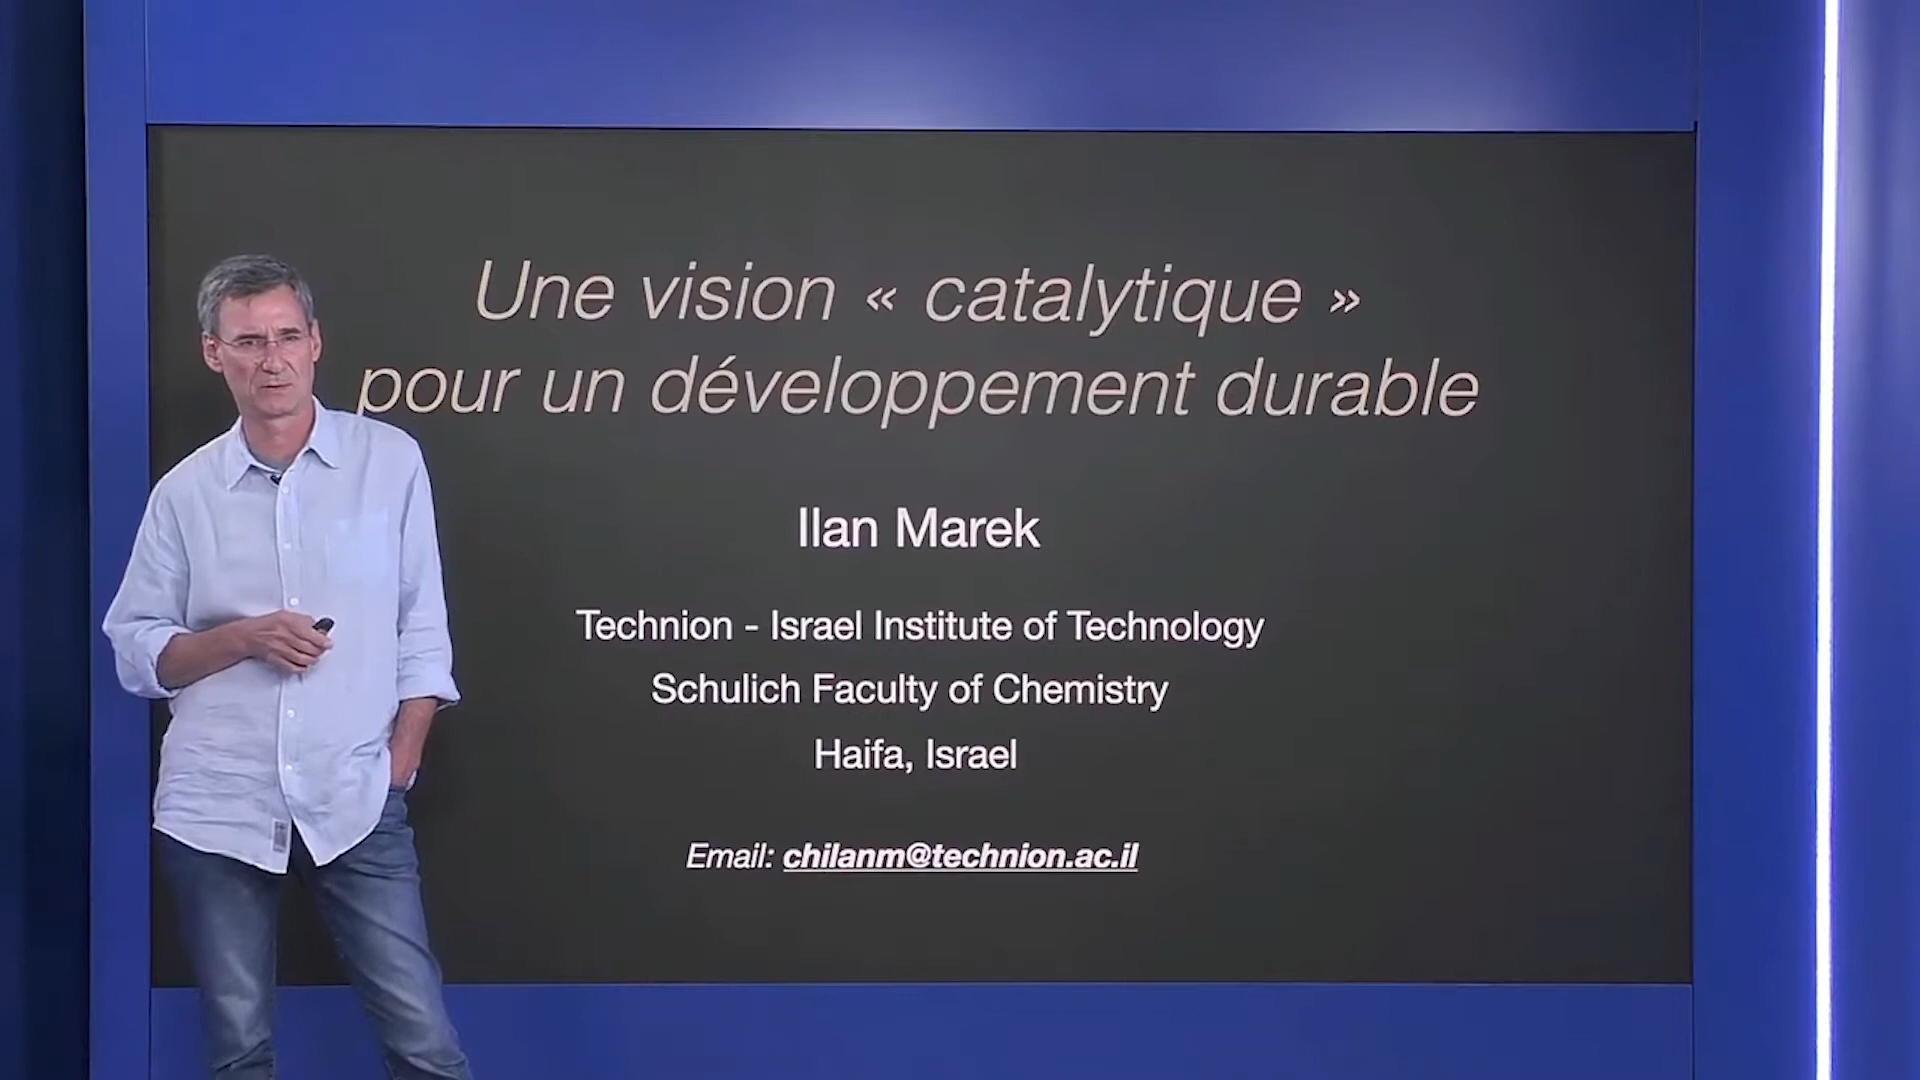 Une vision « catalytique »
pour un développement durable
Ilan Marek
Technion - Israel Institute of Technology
Schulich Faculty of Chemistry
Haifa, Israel
Email: chilanm@technion.ac.il